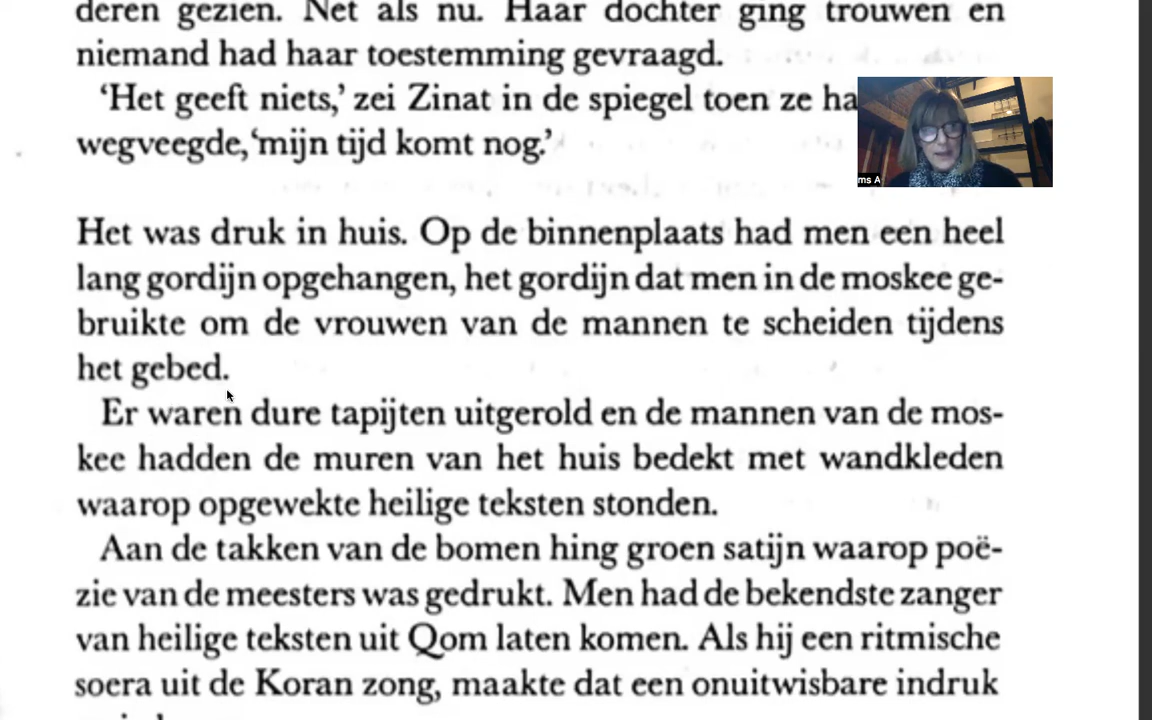 deren gezien. Net als nu. Haar dochter ging trouwen en
niemand had haar toestemming gevraagd.
‘Het geeft niets,’ zei Zinat in de spiegel toen ze ha
wegveegde, ‘mijn tijd komt nog.’
ms A
Het was druk in huis. Op de binnenplaats had men een heel
lang gordijn opgehangen, het gordijn dat men in de moskee ge-
bruikte om de vrouwen van de mannen te scheiden tijdens
het gebed.
Er waren dure tapijten uitgerold en de mannen van de mos-
kee hadden de muren van het huis bedekt met wandkleden
waarop opgewekte heilige teksten stonden.
Aan de takken van de bomen hing groen satijn waarop poë-
zie van de meesters was gedrukt. Men had de bekendste zanger
van heilige teksten uit Qom laten komen. Als hij een ritmische
soera uit de Koran zong, maakte dat een onuitwisbare indruk